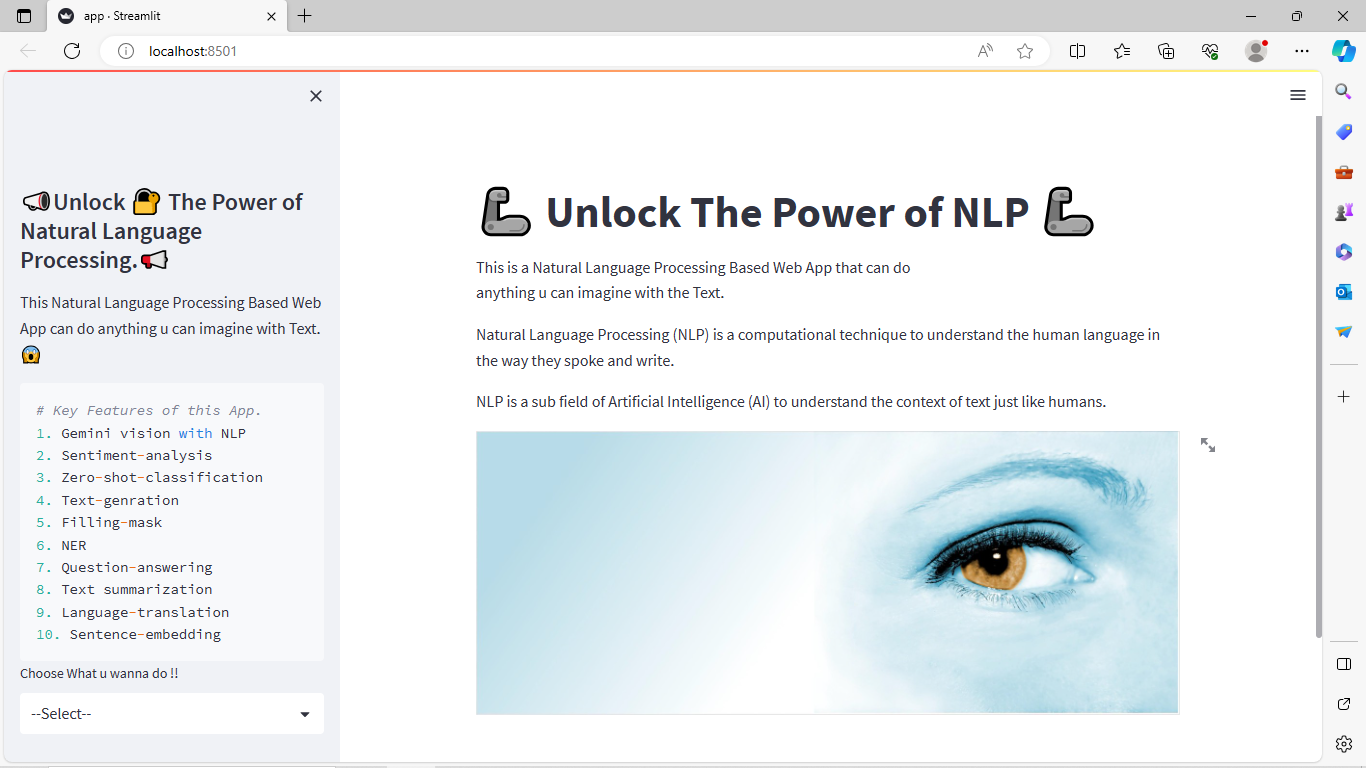 app · Streamlit
localhost:8501
📢Unlock 🔐 The Power of
Natural Language
Processing.📢
This Natural Language Processing Based Web
App can do anything u can imagine with Text.
😱
# Key Features of this App.
1. Gemini vision with NLP
2. Sentiment-analysis
3. Zero-shot-classification
4. Text-genration
5. Filling-mask
6. NER
7. Question-answering
8. Text summarization
9. Language-translation
10. Sentence-embedding
Choose What u wanna do !!
--Select--
🦾 Unlock The Power of NLP 🦾
This is a Natural Language Processing Based Web App that can do
anything u can imagine with the Text.
Natural Language Processing (NLP) is a computational technique to understand the human language in
the way they spoke and write.
NLP is a sub field of Artificial Intelligence (AI) to understand the context of text just like humans.